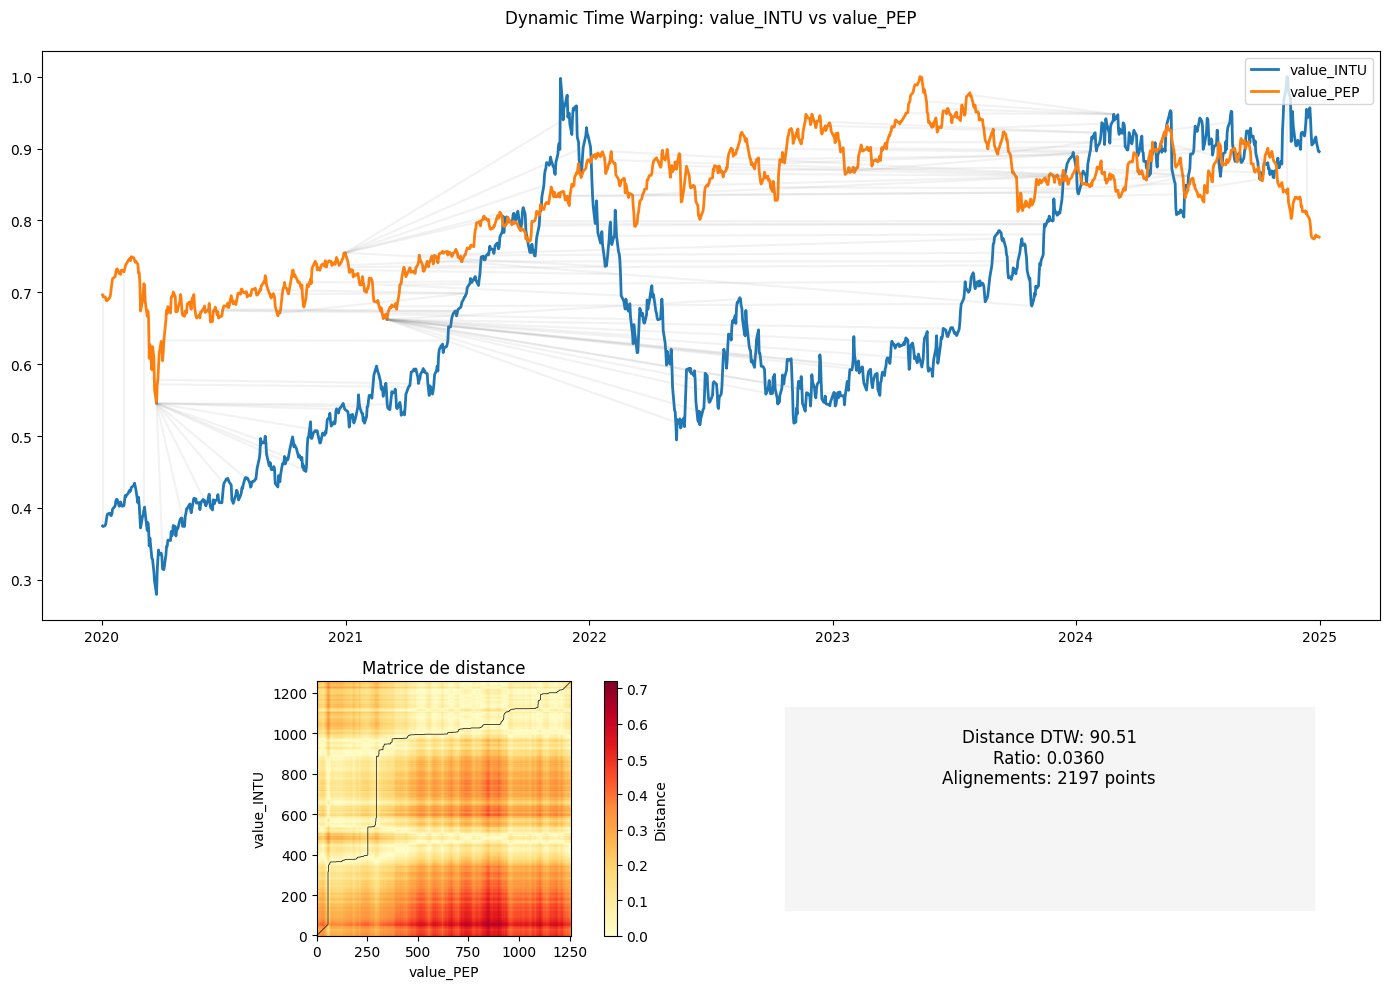 Dynamic Time Warping: value_INTU vs value_PEP
value_INTU
value_PEP
1.0
0.9
0.8
0.7
0.6
0.5
0.4
0.3
2020 2021 2022 2023 2024 2025
Matrice de distance
1200
1000
800
600
400
200
0
value_INTU
0 250 500 750 1000 1250
value_PEP
0.7
0.6
0.5
0.4
0.3
0.2
0.1
0.0
Distance
Distance DTW: 90.51
Ratio: 0.0360
Alignements: 2197 points